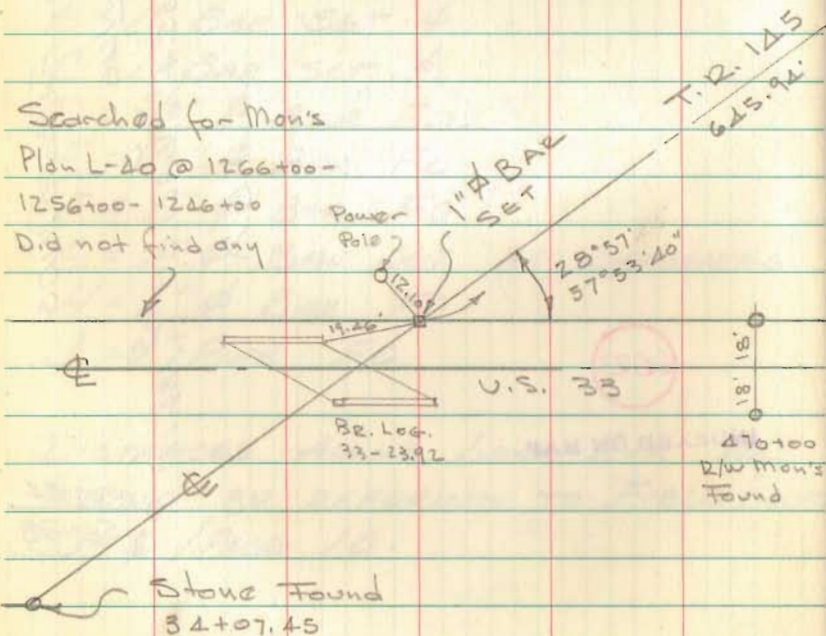 Searched for Mon's
Plan L-40 @ 1266+00-
1256+00- 1246+00
Did not find any
Power
Pole
12.10'
19.46'
1"⌀ BAR
SET
T.R. 145
645.94'
28°57'
57°53'40"
℄
U.S. 33
18' 18'
470+00
R/W Mon's
Found
BR. LOG.
33-23.92
℄
Stone Found
34+07.45